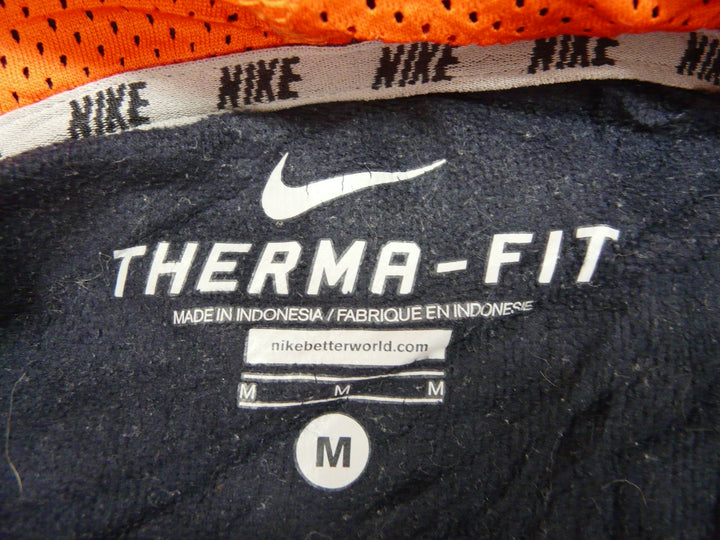 NIKE NIKE NIKE NIKE NIKE
THERMA-FIT
MADE IN INDONESIA / FABRIQUE EN INDONESIE
nikebetterworld.com
M M M
M